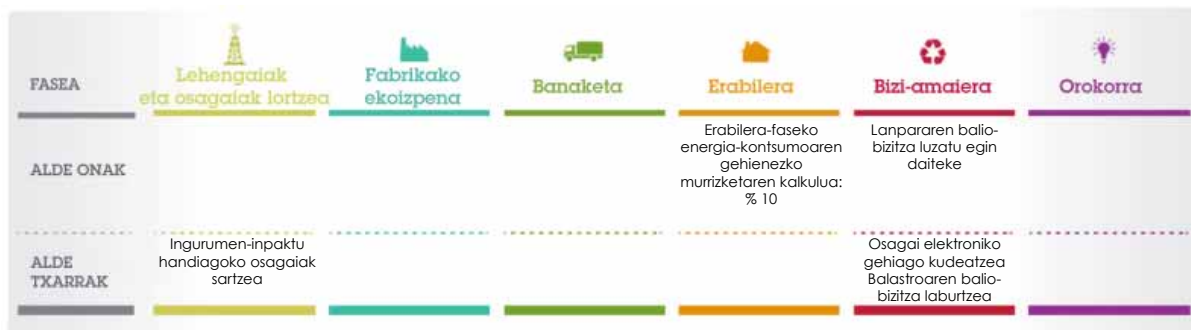 FASEA
Lehengaiak
eta osagaiak lortzea
Fabrikako
ekoizpena
Banaketa
Erabilera
Bizi-amaiera
Orokorra
ALDE ONAK
Erabilera-faseko
energia-kontsumoaren
gehienezko
murrizketaren kalkulua:
% 10
Lanpararen balio-
bizitza luzatu egin
daiteke
ALDE
TXARRAK
Ingurumen-inpaktu
handiagoko osagaiak
sartzea
Osagai elektroniko
gehiago kudeatzea
Balastroaren balio-
bizitza laburtzea